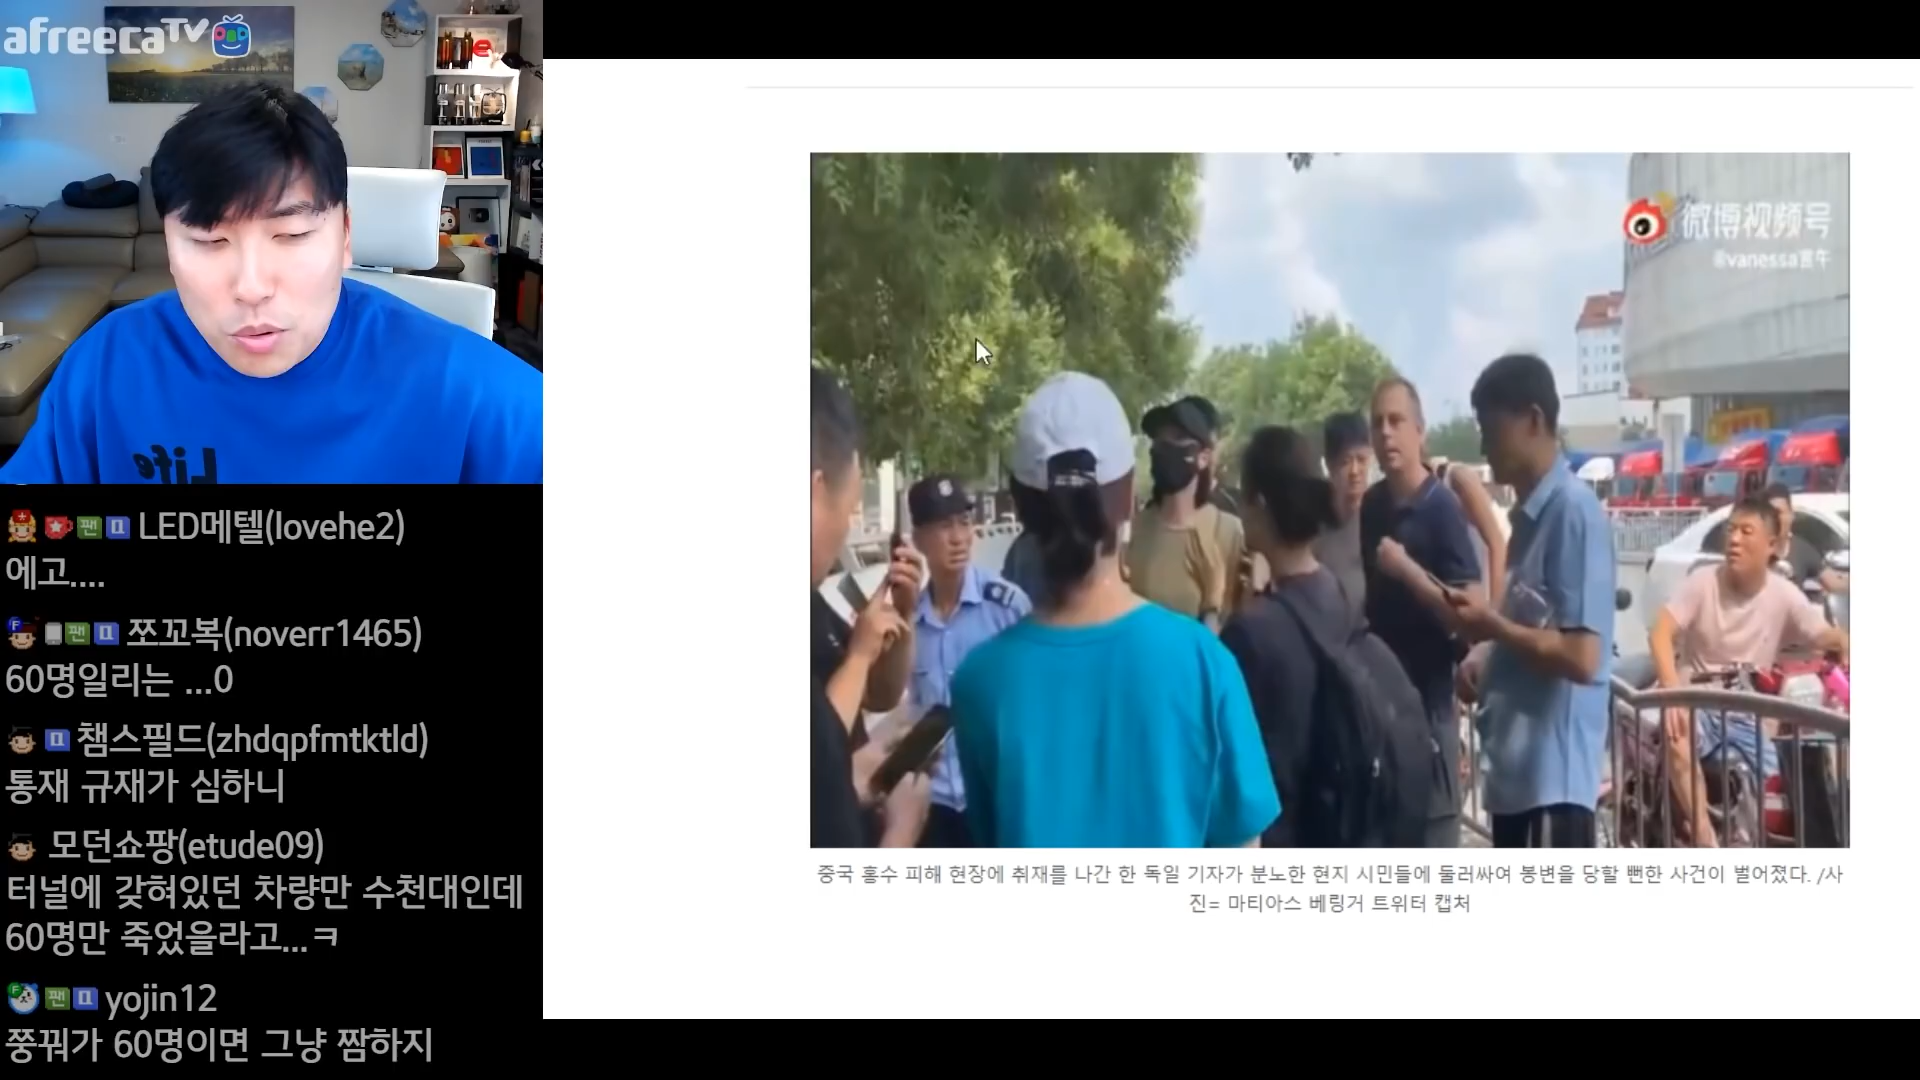 afreecaTV
Life
LED메텔(lovehe2)
에고....
쪼꼬복(noverr1465)
60명일리는 ...0
챔스필드(zhdqpfmtktld)
통재 규재가 심하니
모던쇼팡(etude09)
터널에 갖혀있던 차량만 수천대인데
60명만 죽었을라고...ㅋ
yojin12
쭝꿔가 60명이면 그냥 짬하지
微博视频号
@vanessa
중국 홍수 피해 현장에 취재를 나간 한 독일 기자가 분노한 현지 시민들에 둘러싸여 봉변을 당할 뻔한 사건이 벌어졌다. /사
진= 마티아스 베링거 트위터 캡처